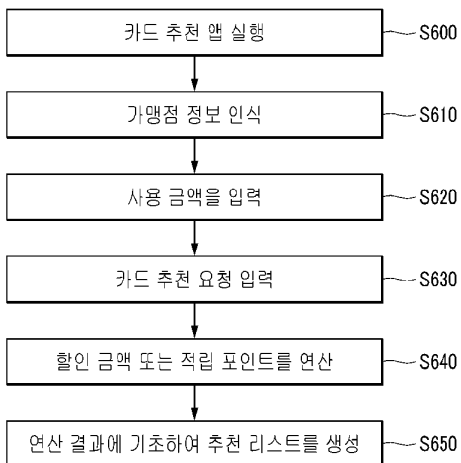 카드 추천 앱 실행 S600
가맹점 정보 인식 S610
사용 금액을 입력 S620
카드 추천 요청 입력 S630
할인 금액 또는 적립 포인트를 연산 S640
연산 결과에 기초하여 추천 리스트를 생성 S650